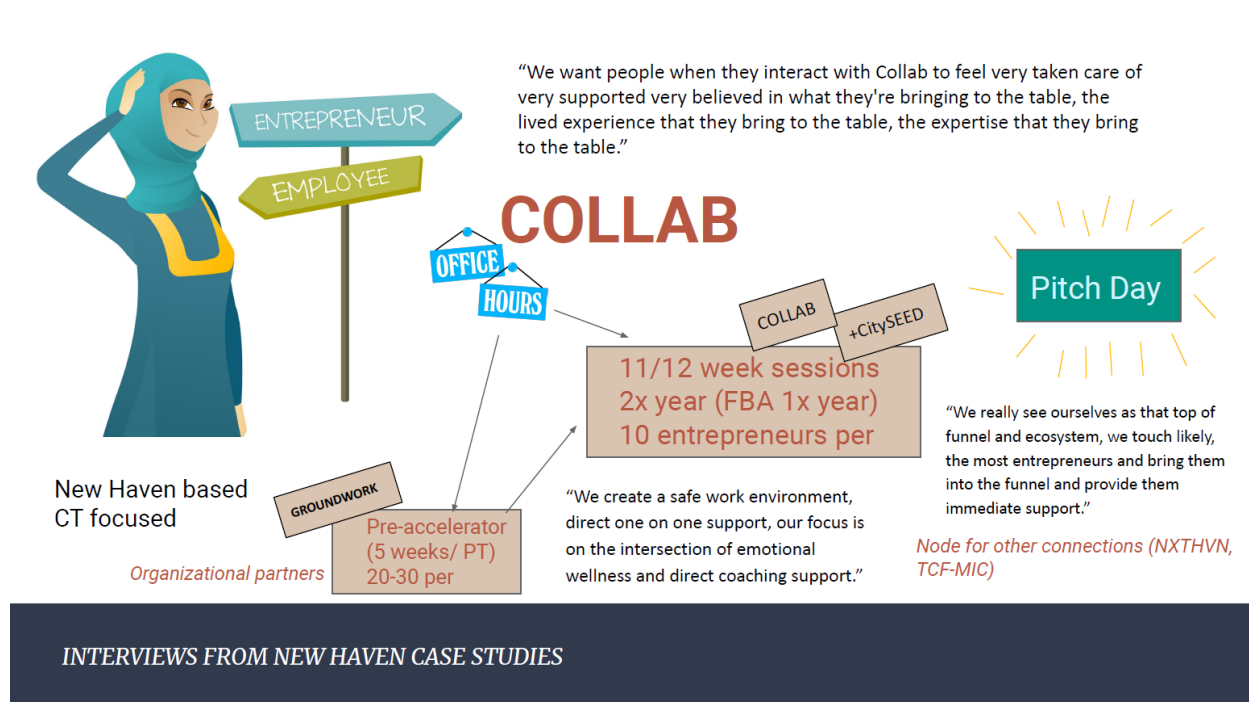 “We want people when they interact with Collab to feel very taken care of
very supported very believed in what they're bringing to the table, the
lived experience that they bring to the table, the expertise that they bring
to the table.”
ENTREPRENEUR
EMPLOYEE
COLLAB
OFFICE
HOURS
COLLAB
+CitySEED
Pitch Day
11/12 week sessions
2x year (FBA 1x year)
10 entrepreneurs per
“We really see ourselves as that top of
funnel and ecosystem, we touch likely,
the most entrepreneurs and bring them
into the funnel and provide them
immediate support.”
New Haven based
CT focused
GROUNDWORK
Pre-accelerator
(5 weeks/ PT)
20-30 per
Organizational partners
“We create a safe work environment,
direct one on one support, our focus is
on the intersection of emotional
wellness and direct coaching support.”
Node for other connections (NXTHVN,
TCF-MIC)
INTERVIEWS FROM NEW HAVEN CASE STUDIES